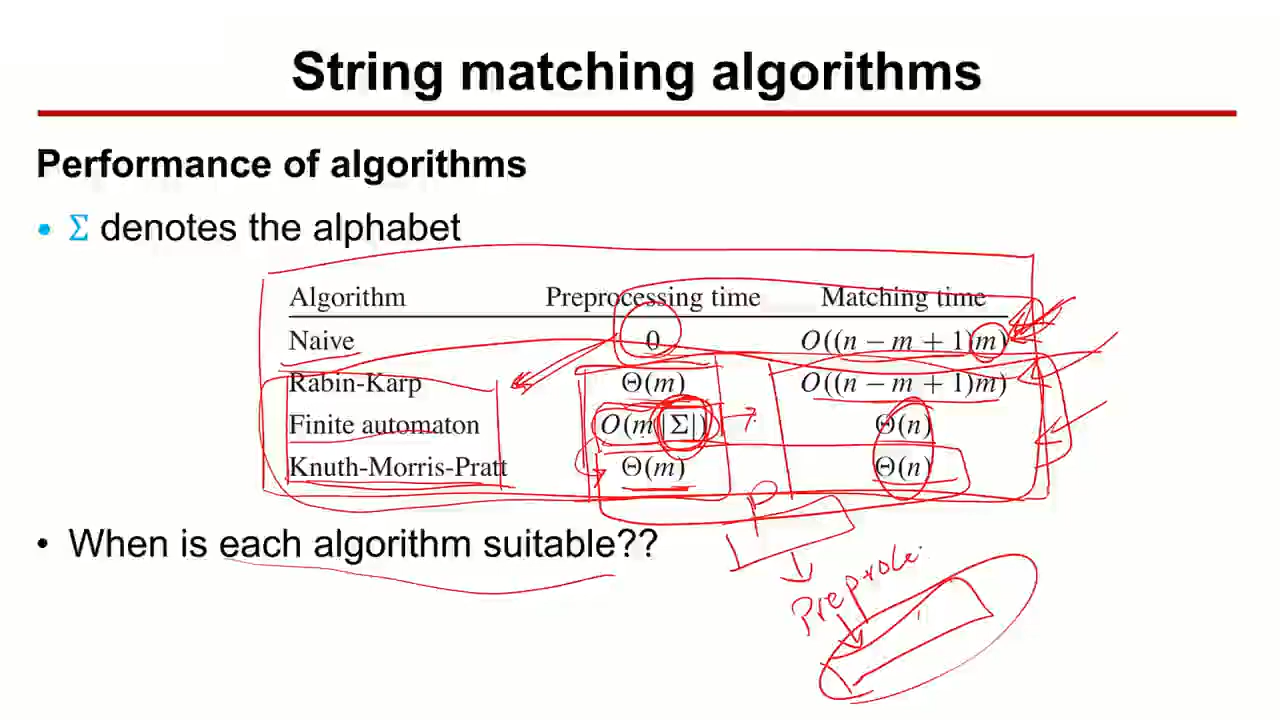 String matching algorithms
Performance of algorithms
• Σ denotes the alphabet
Algorithm Preprocessing time Matching time
Naive 0 O((n − m + 1)m)
Rabin-Karp Θ(m) O((n − m + 1)m)
Finite automaton O(m|Σ|) Θ(n)
Knuth-Morris-Pratt Θ(m) Θ(n)
P
• When is each algorithm suitable??